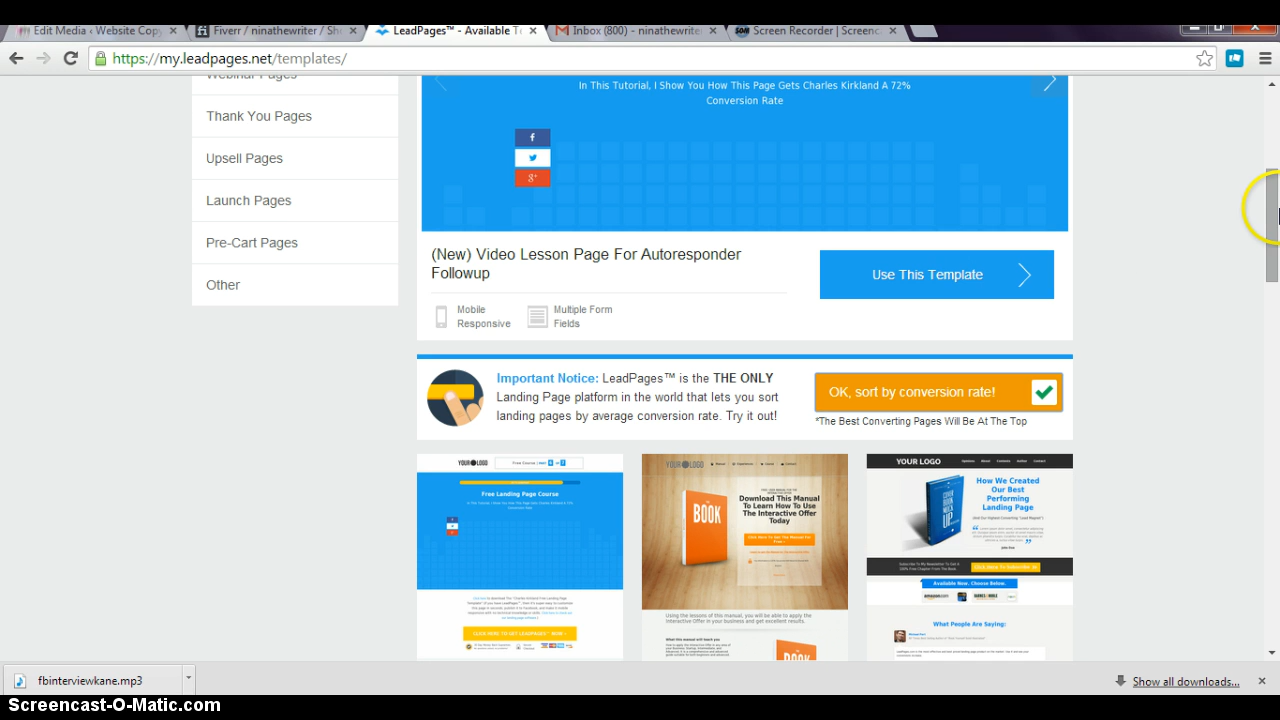 Edit Media ‹ Website Copy
Fiverr / ninathewriter / Sh
LeadPages™ - Available T
Inbox (800) - ninathewrite
Screen Recorder | Screenc
https://my.leadpages.net/templates/
Webinar Pages
Thank You Pages
Upsell Pages
Launch Pages
Pre-Cart Pages
Other
In This Tutorial, I Show You How This Page Gets Charles Kirkland A 72%
Conversion Rate
(New) Video Lesson Page For Autoresponder
Followup
Use This Template
Mobile
Responsive
Multiple Form
Fields
Important Notice: LeadPages™ is the THE ONLY
Landing Page platform in the world that lets you sort
landing pages by average conversion rate. Try it out!
OK, sort by conversion rate!
*The Best Converting Pages Will Be At The Top
YOUR LOGO
Free Landing Page Course
CLICK HERE TO GET LEADPAGES™ NOW
YOUR LOGO
BOOK
Download This Manual
To Learn How To Use
The Interactive Offer
Today
Using the lessons of this manual, you will be able to apply the
Interactive Offer in your business and get excellent results.
What this manual will teach you
BOOK
YOUR LOGO
How We Created
Our Best
Performing
Landing Page
Available Now. Choose Below.
amazon.com
What People Are Saying:
fbinterviewkane.mp3
Show all downloads...
Screencast-O-Matic.com